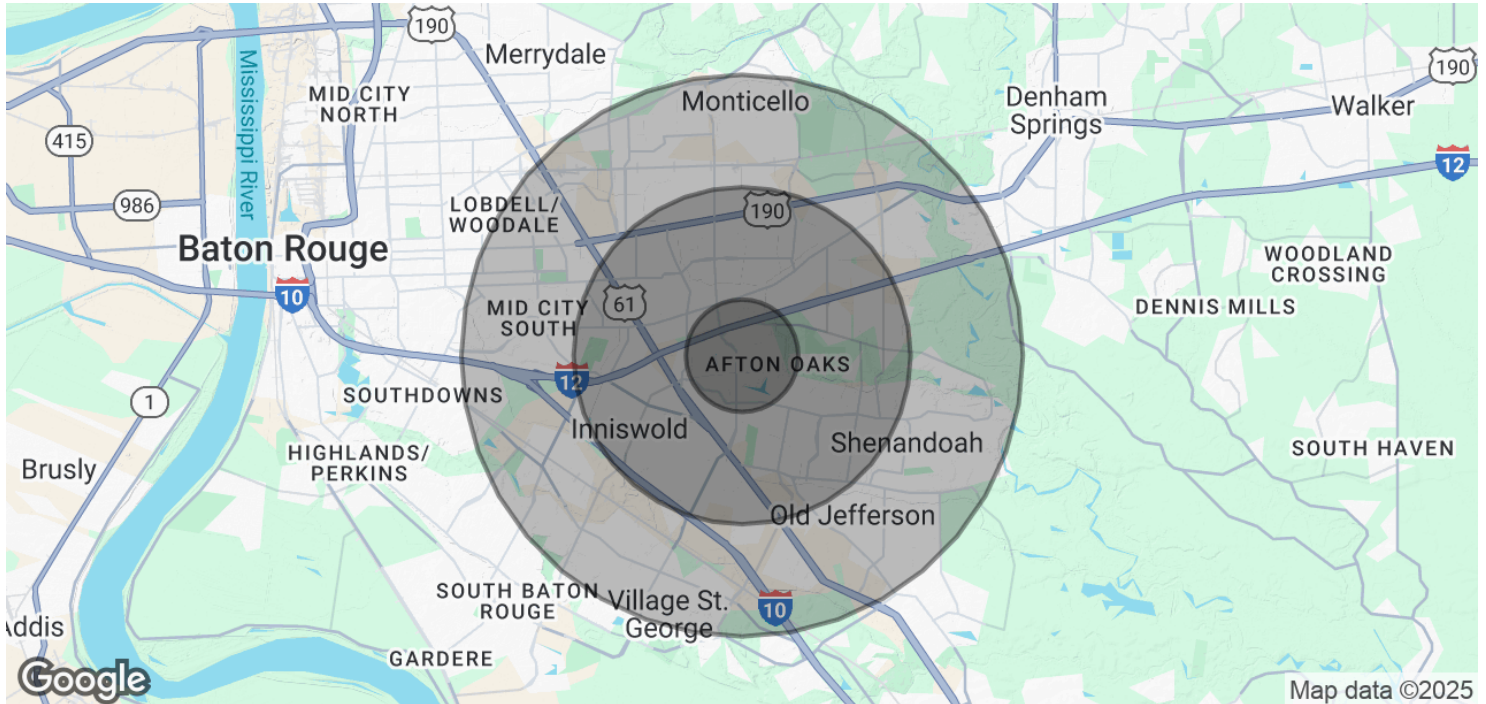 190
Merrydale
190
MID CITY
NORTH
Mississippi River
Monticello
Denham
Springs
Walker
415
12
986
LOBDELL/
WOODALE
190
Baton Rouge
WOODLAND
CROSSING
10
MID CITY
SOUTH
61
DENNIS MILLS
AFTON OAKS
12
1
SOUTHDOWNS
Inniswold
Shenandoah
SOUTH HAVEN
Brusly
HIGHLANDS/
PERKINS
Old Jefferson
SOUTH BATON
ROUGE
Village St.
George
10
Addis
GARDERE
Google
Map data ©2025